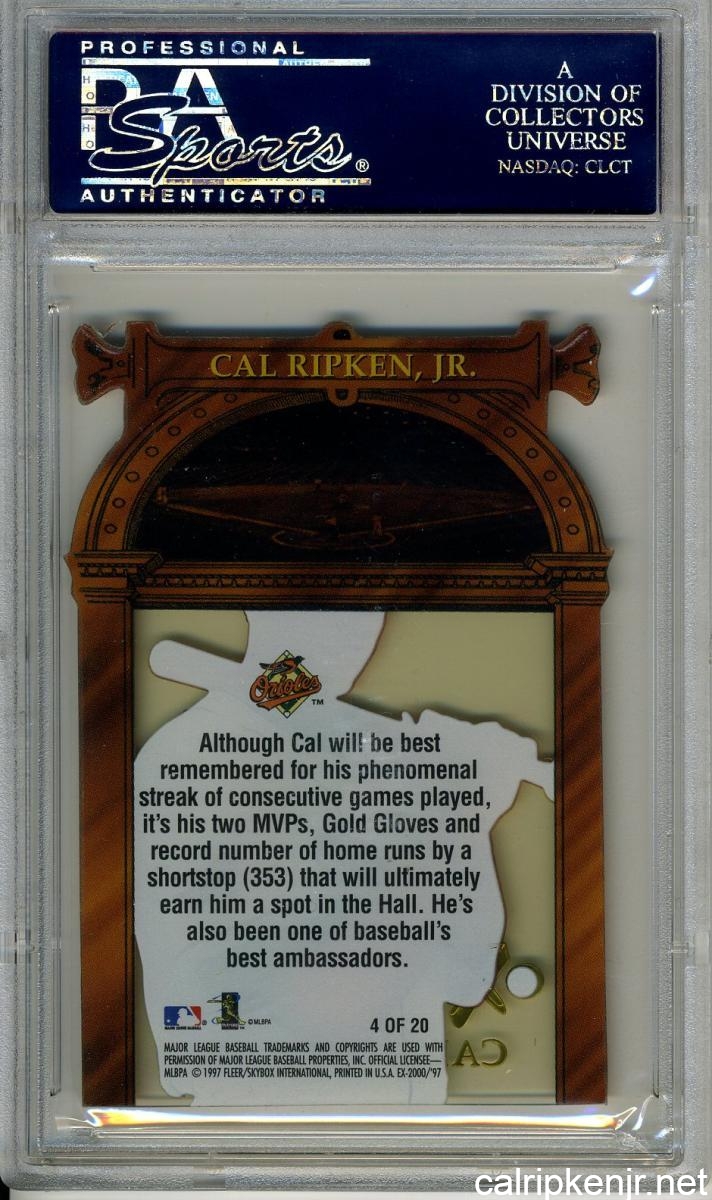 PROFESSIONAL
PSA
Sports®
AUTHENTICATOR
A
DIVISION OF
COLLECTORS
UNIVERSE
NASDAQ: CLCT
CAL RIPKEN, JR.
Orioles
TM
Although Cal will be best
remembered for his phenomenal
streak of consecutive games played,
it's his two MVPs, Gold Gloves and
record number of home runs by a
shortstop (353) that will ultimately
earn him a spot in the Hall. He's
also been one of baseball's
best ambassadors.
©MLBPA
4 OF 20
CA
MAJOR LEAGUE BASEBALL TRADEMARKS AND COPYRIGHTS ARE USED WITH
PERMISSION OF MAJOR LEAGUE BASEBALL PROPERTIES, INC. OFFICIAL LICENSEE—
MLBPA © 1997 FLEER/SKYBOX INTERNATIONAL, PRINTED IN U.S.A. EX-2000/'97
calripkenjr.net